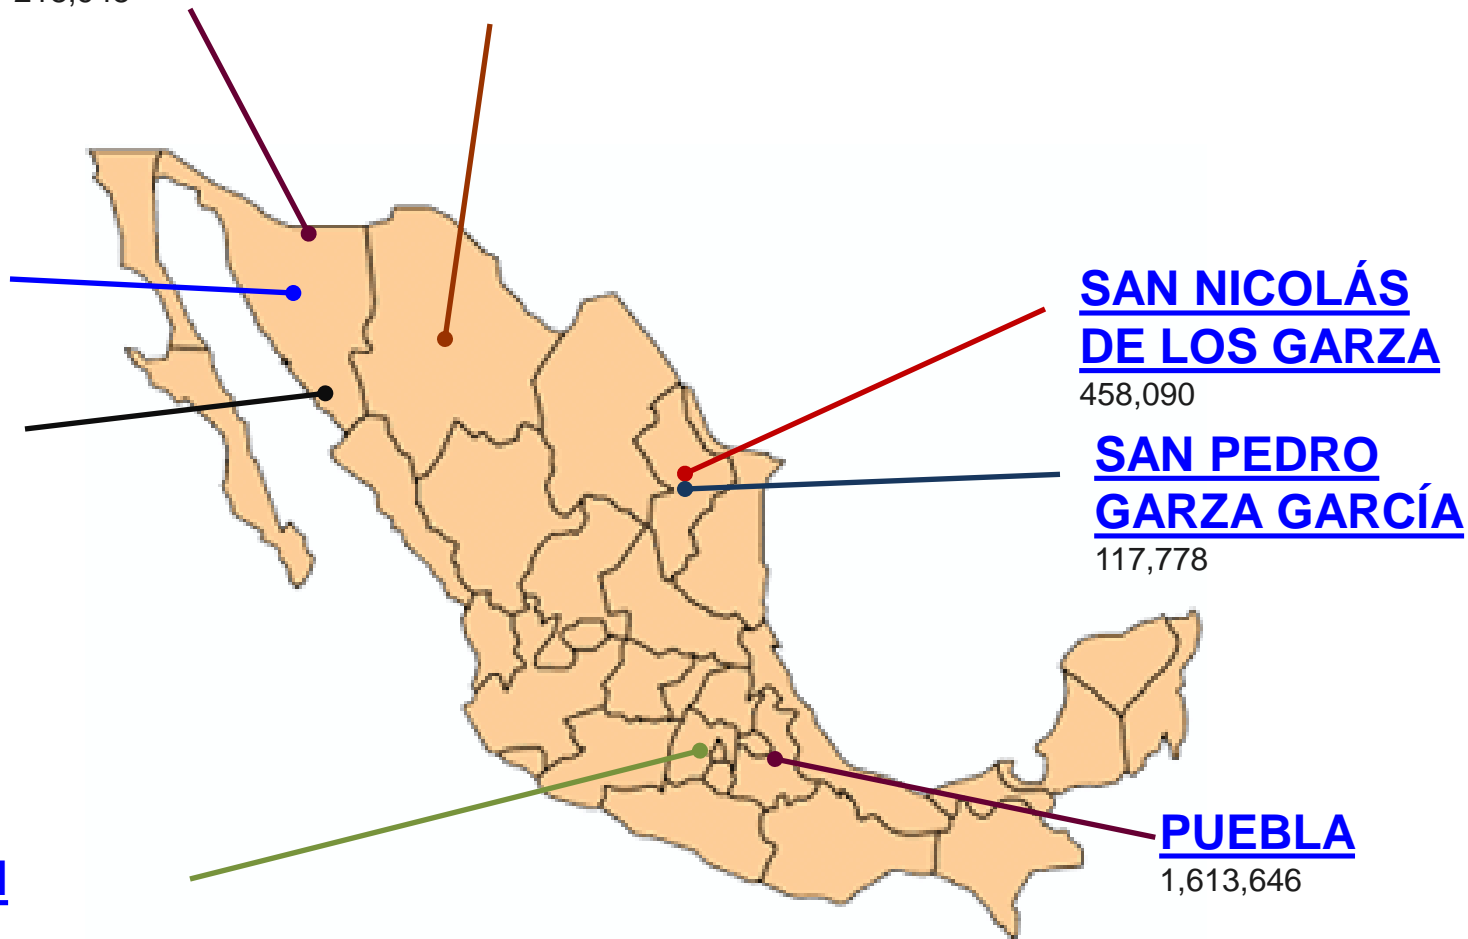 SAN NICOLÁS
DE LOS GARZA
458,090
SAN PEDRO
GARZA GARCÍA
117,778
PUEBLA
1,613,646